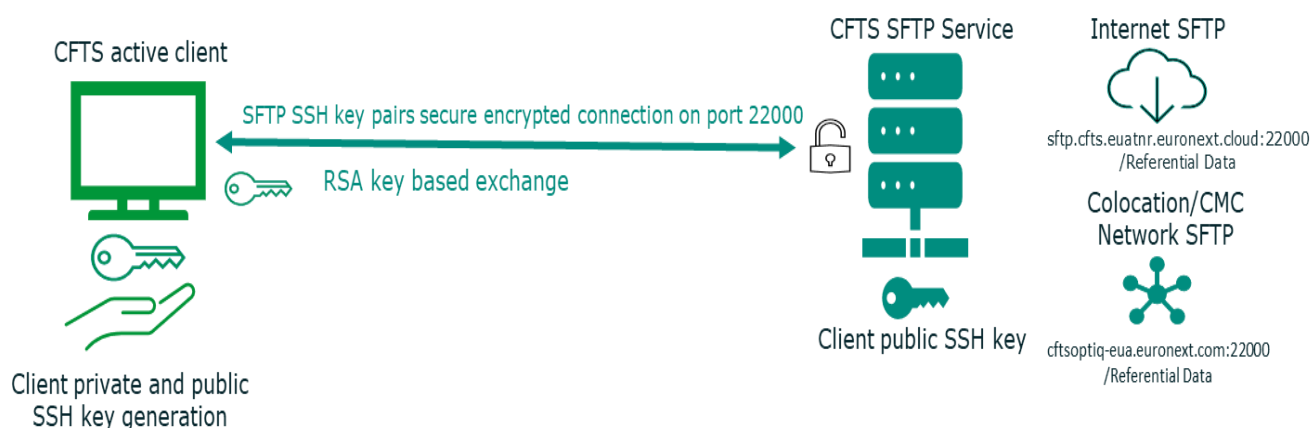 CFTS active client
SFTP SSH key pairs secure encrypted connection on port 22000
RSA key based exchange
Client private and public
SSH key generation
CFTS SFTP Service
Client public SSH key
Internet SFTP
sftp.cfts.euatnr.euronext.cloud:22000
/Referential Data
Colocation/CMC
Network SFTP
cftsoptiq-eua.euronext.com:22000
/Referential Data